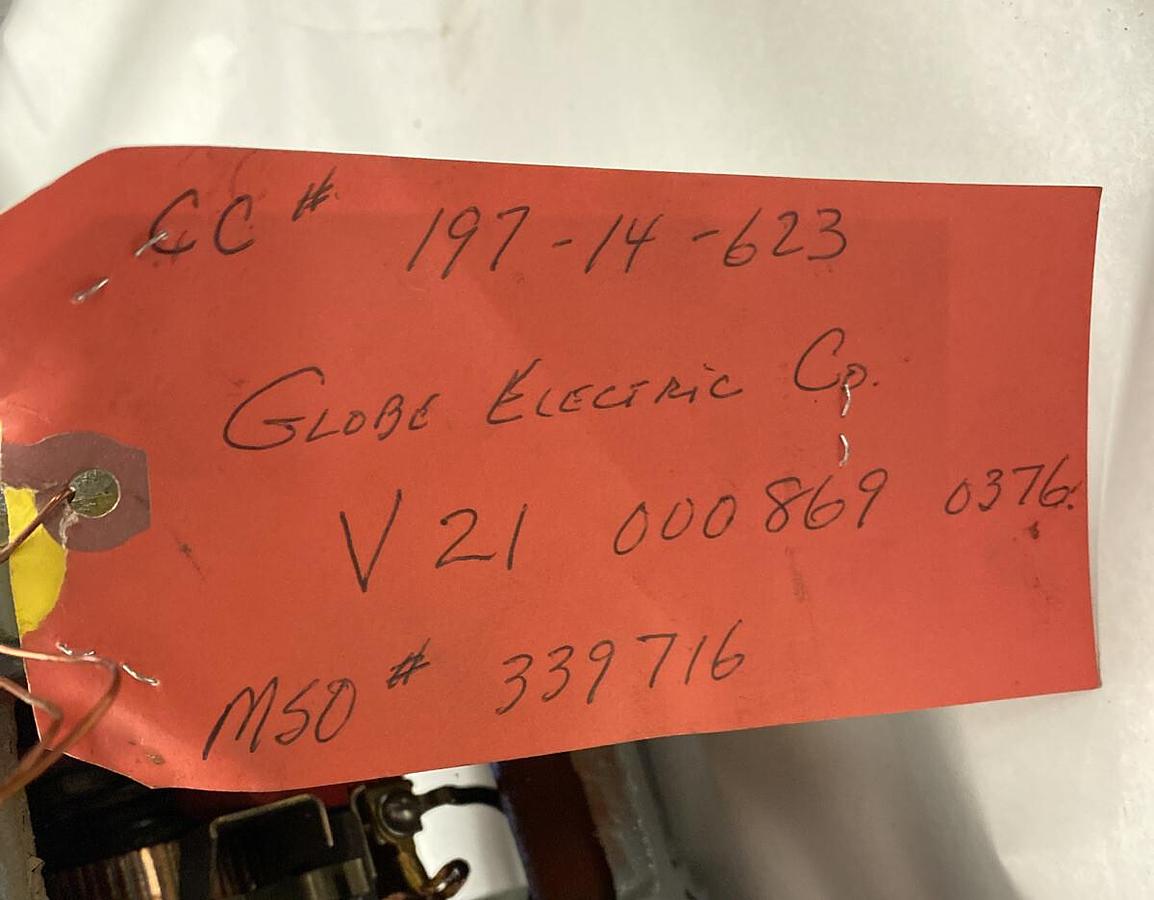 CC # 197-14-623
GLOBE ELECTRIC Co.
V 21 000869 0376.
MSO # 339716